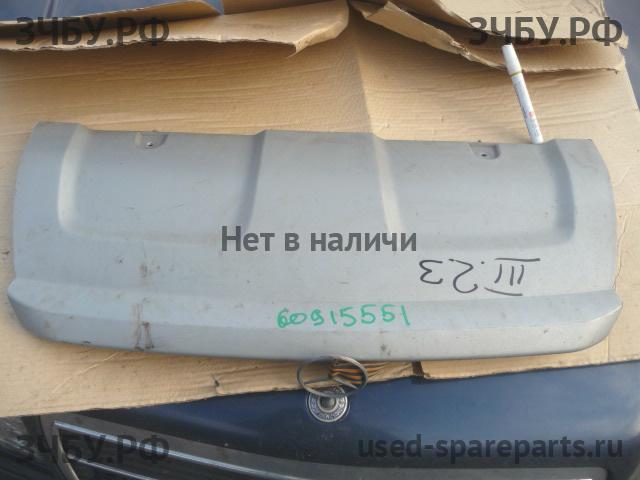 ЗЧБУ.РФ
ЗЧБУ.РФ
Нет в наличи
III.23
60915551
ЗЧБУ.РФ
used-spareparts.ru